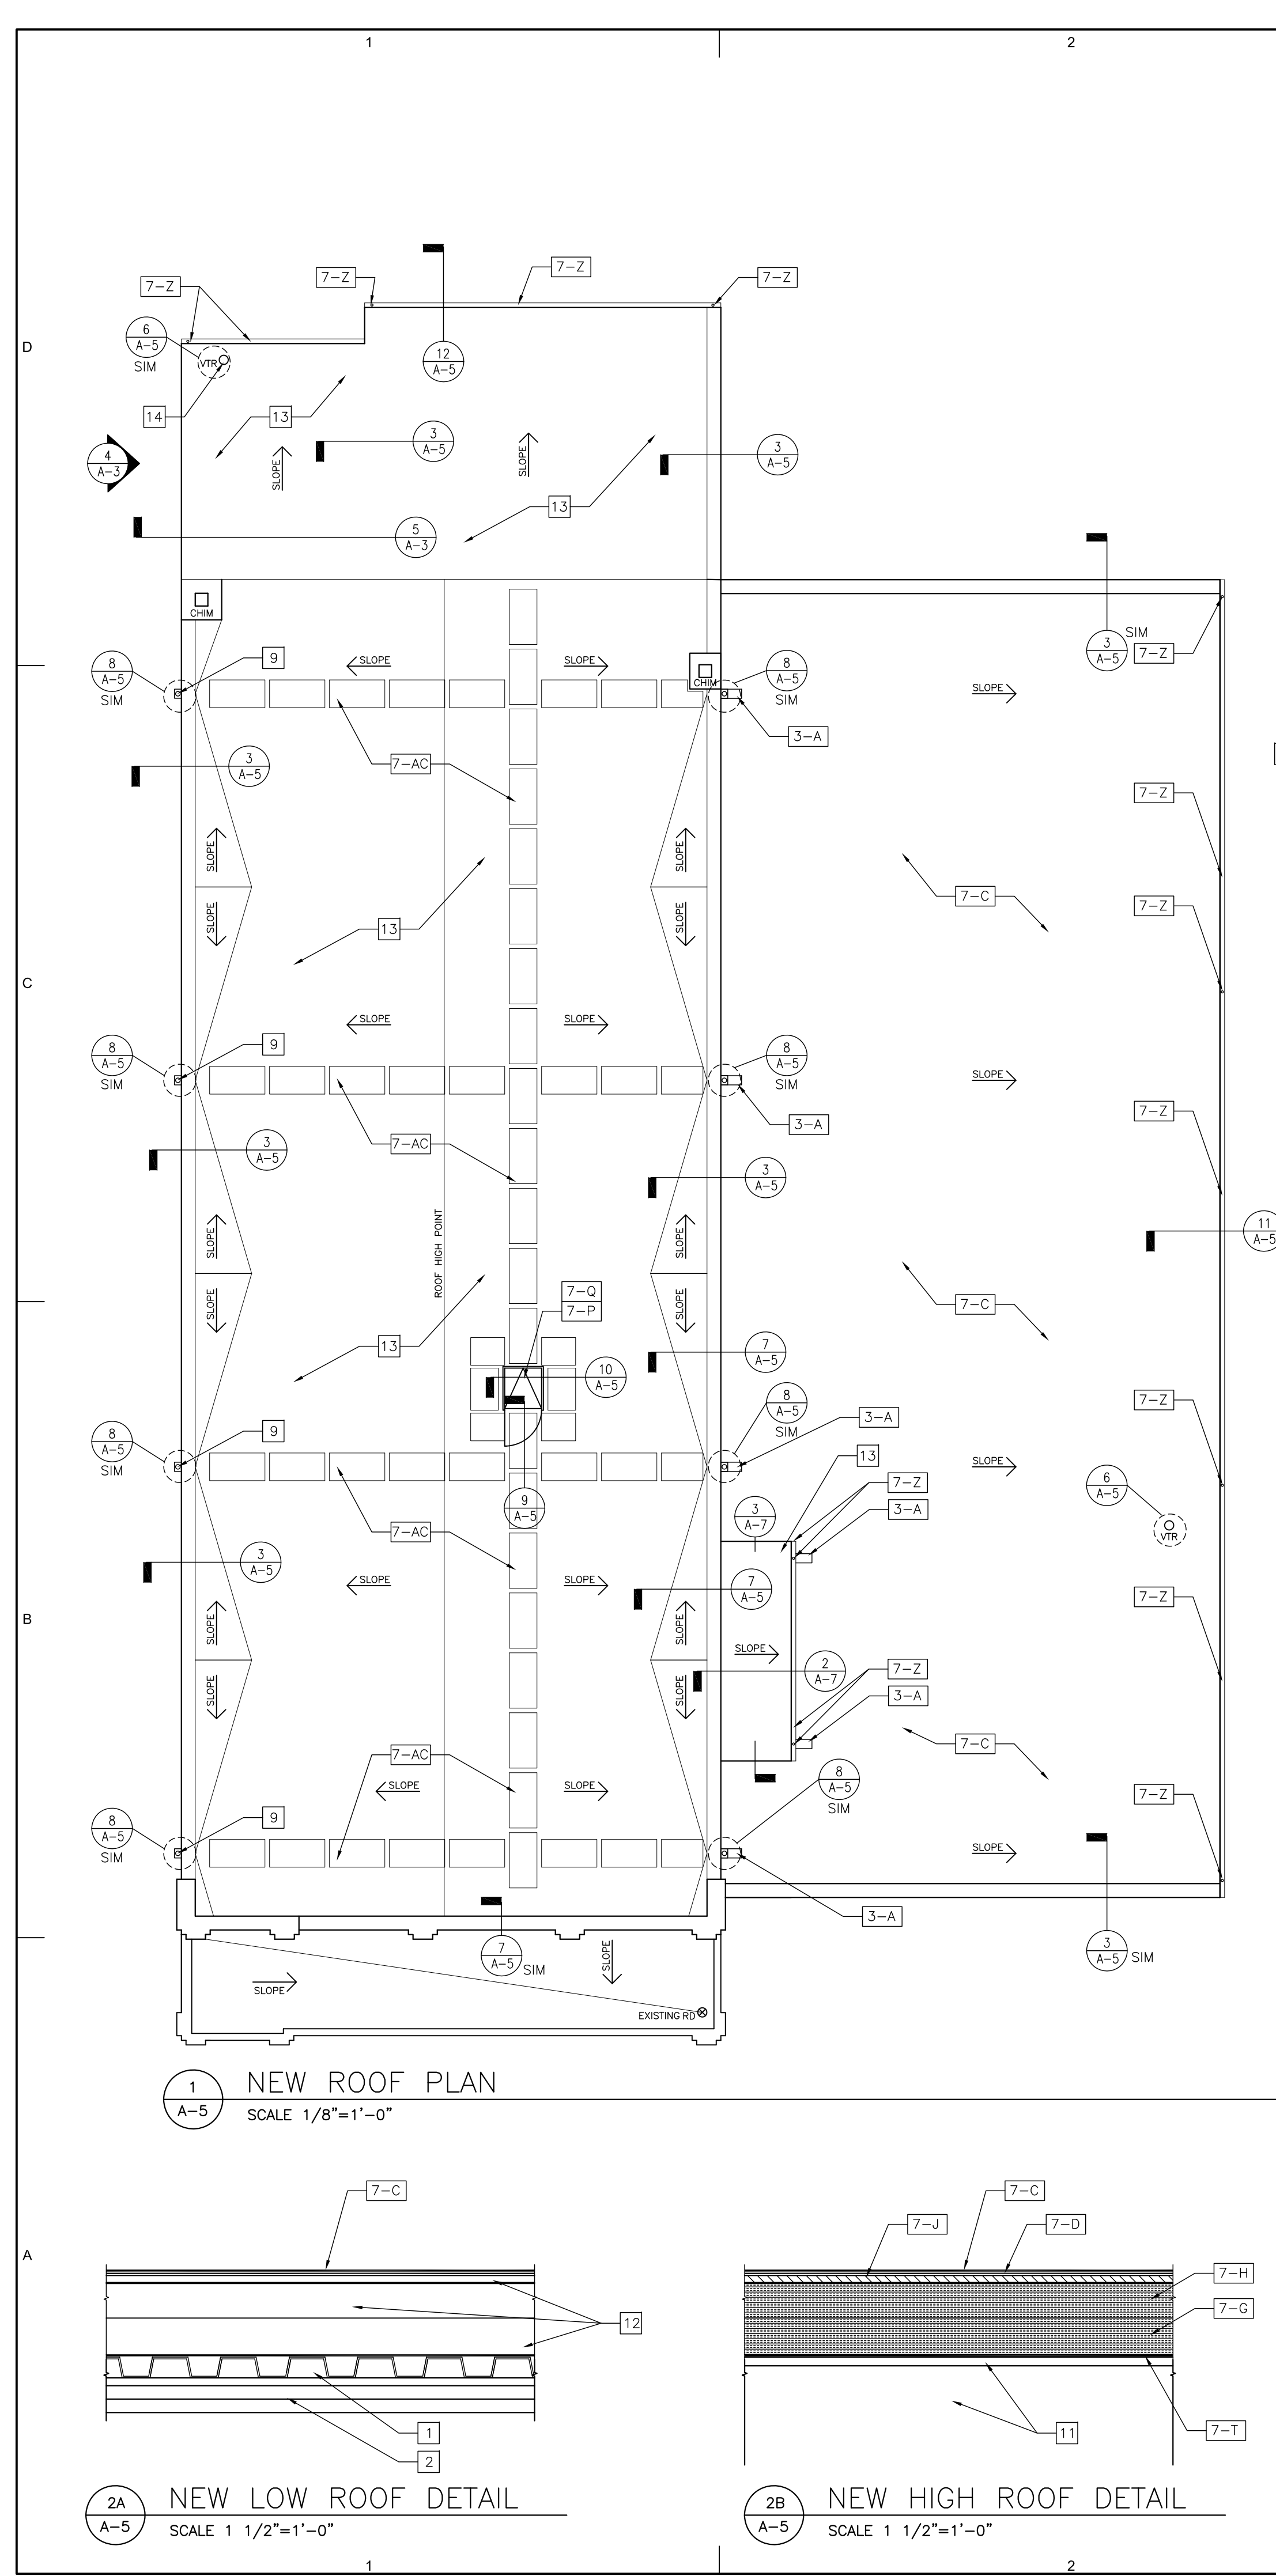 1
2
7-Z
7-Z
7-Z
7-Z
6
A-5
SIM
VTR
12
A-5
D
14
13
3
A-5
3
A-5
4
A-3
SLOPE
SLOPE
13
5
A-3
CHIM
SIM
3
A-5
7-Z
8
A-5
SIM
9
SLOPE
SLOPE
CHIM
8
A-5
SIM
SLOPE
3-A
3
A-5
7-AC
7-Z
SLOPE
SLOPE
7-C
7-Z
SLOPE
SLOPE
13
C
8
A-5
SIM
9
SLOPE
SLOPE
8
A-5
SIM
SLOPE
3-A
7-Z
3
A-5
7-AC
3
A-5
SLOPE
ROOF HIGH POINT
SLOPE
11
A-5
7-Q
7-P
7-C
SLOPE
SLOPE
13
7
A-5
10
A-5
8
A-5
SIM
9
8
A-5
SIM
3-A
7-Z
SLOPE
13
7-Z
3-A
6
A-5
VTR
9
A-5
3
A-7
7-AC
3
A-5
SLOPE
SLOPE
7
A-5
7-Z
B
SLOPE
SLOPE
SLOPE
2
A-7
7-Z
3-A
SLOPE
SLOPE
7-AC
SLOPE
SLOPE
7-C
8
A-5
SIM
7-Z
8
A-5
SIM
9
SLOPE
3-A
7
A-5
SIM
SLOPE
3
A-5
SIM
SLOPE
EXISTING RD
1
A-5
NEW ROOF PLAN
SCALE 1/8"=1'-0"
7-C
7-C
7-J
7-D
A
7-H
7-G
12
1
2
11
7-T
2A
A-5
NEW LOW ROOF DETAIL
SCALE 1 1/2"=1'-0"
2B
A-5
NEW HIGH ROOF DETAIL
SCALE 1 1/2"=1'-0"
1
2